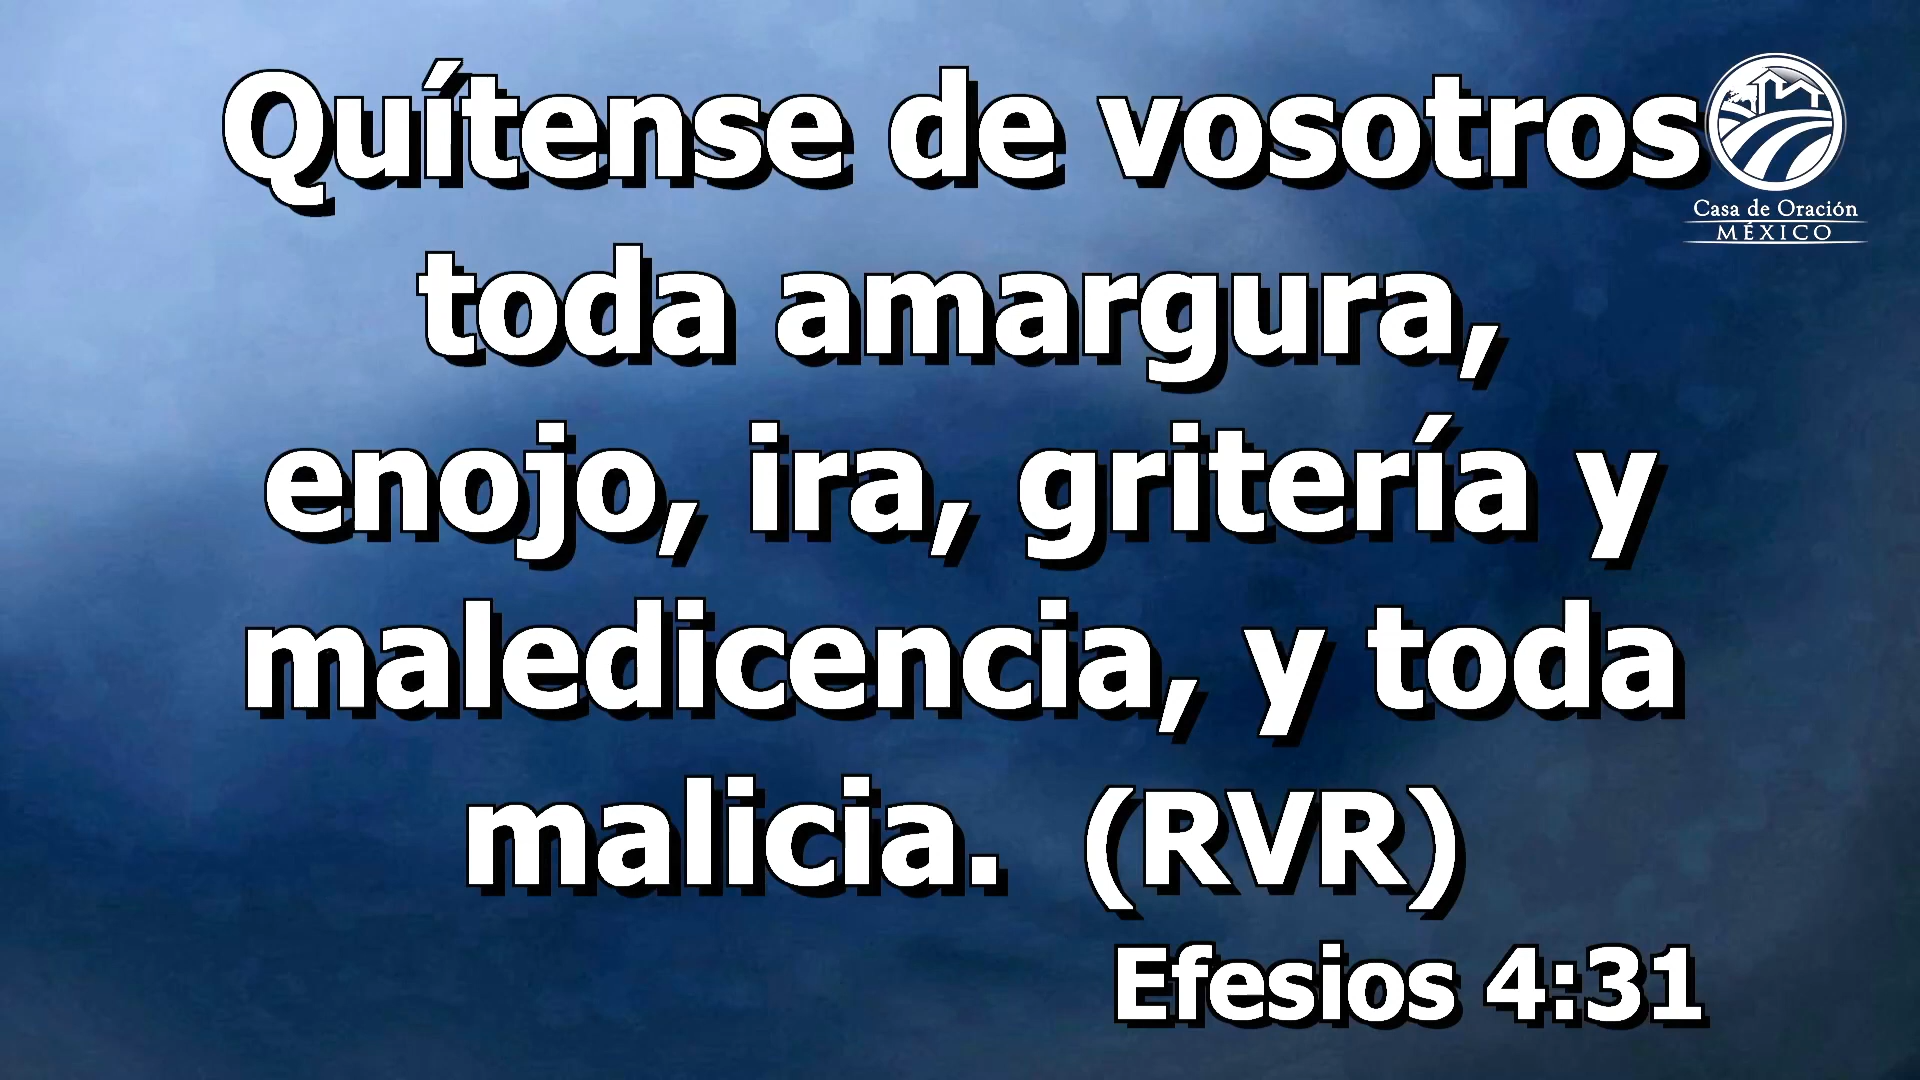 Quítense de vosotros
toda amargura,
enojo, ira, gritería y
maledicencia, y toda
malicia. (RVR)
Efesios 4:31
Casa de Oración
MÉXICO